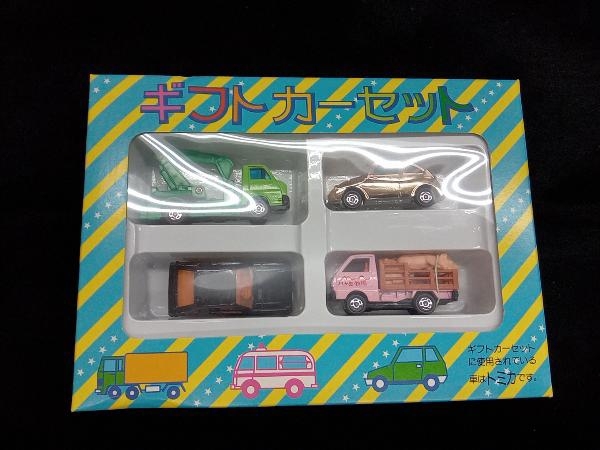 ギフトカーセット
ギフトカーセット
に使用されている
車はトミカです。